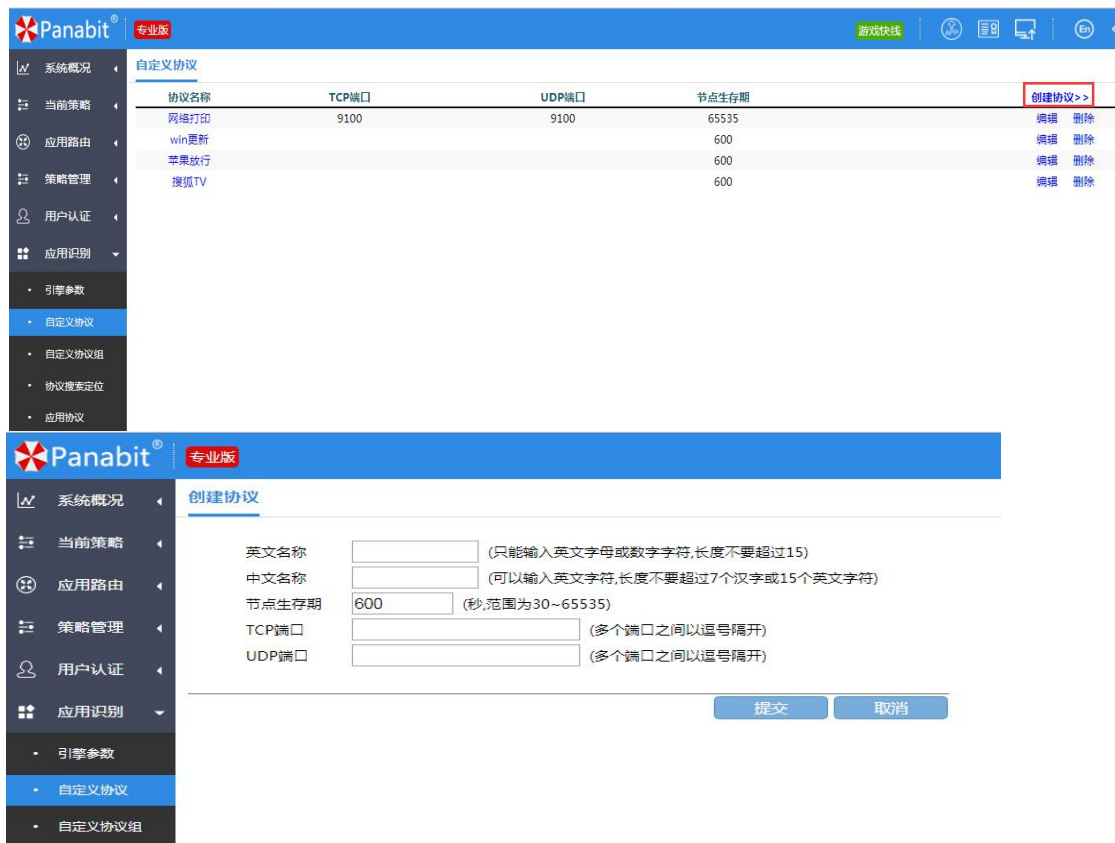 Panabit® 专业版 游戏快线 APP En
系统概况 自定义协议
协议名称 TCP端口 UDP端口 节点生存期 创建协议>>
当前策略
网络打印 9100 9100 65535 编辑 删除
应用路由
win更新 600 编辑 删除
苹果放行 600 编辑 删除
策略管理
搜狐TV 600 编辑 删除
用户认证
应用识别
• 引擎参数
• 自定义协议
• 自定义协议组
• 协议搜索定位
• 应用协议
Panabit® 专业版
系统概况 创建协议
当前策略
英文名称 (只能输入英文字母或数字字符,长度不要超过15)
中文名称 (可以输入英文字符,长度不要超过7个汉字或15个英文字符)
应用路由
节点生存期 600 (秒,范围为30~65535)
策略管理
TCP端口 (多个端口之间以逗号隔开)
UDP端口 (多个端口之间以逗号隔开)
用户认证
应用识别
提交 取消
• 引擎参数
• 自定义协议
• 自定义协议组